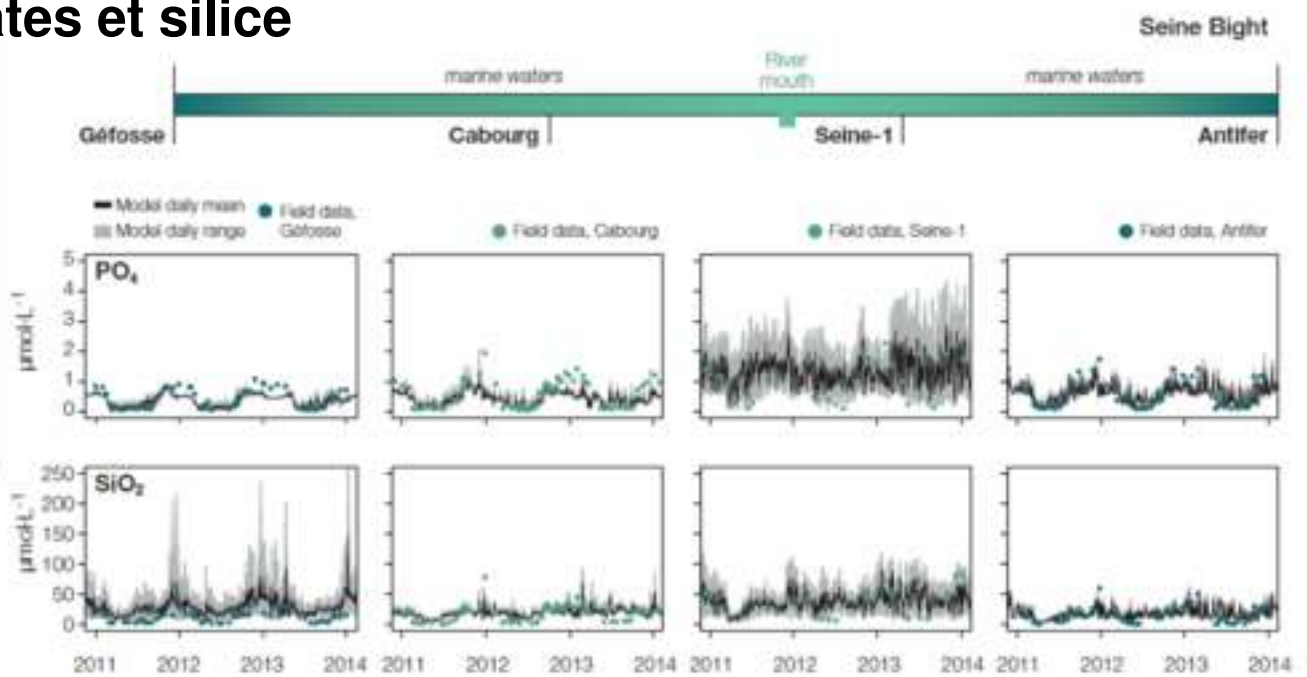 ates et silice
Seine Bight
marine waters
River
mouth
marine waters
Géfosse
Cabourg
Seine-1
Antifer
Model daily mean
Model daily range
Field data,
Géfosse
Field data, Cabourg
Field data, Seine-1
Field data, Antifer
PO₄
µmol·L⁻¹
5
4
3
2
1
0
SiO₂
µmol·L⁻¹
250
200
150
100
50
0
2011 2012 2013 2014 2011 2012 2013 2014 2011 2012 2013 2014 2011 2012 2013 2014